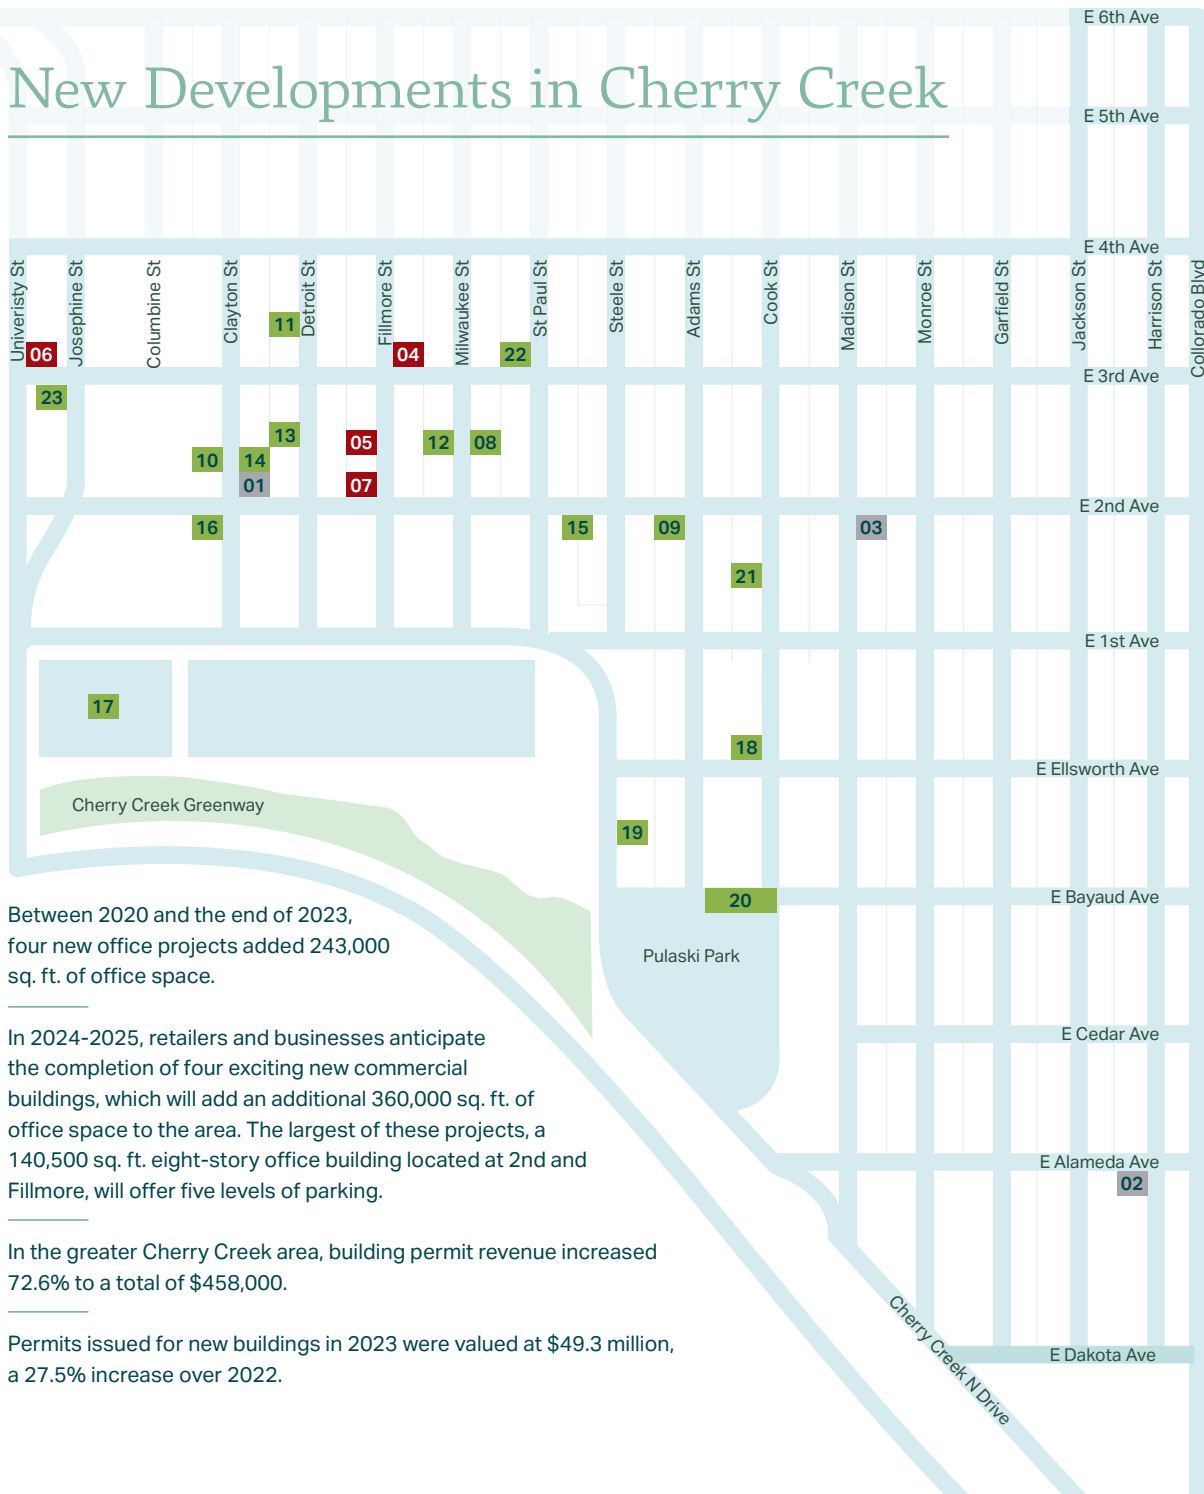 E 6th Ave
New Developments in Cherry Creek
E 5th Ave
E 4th Ave
Univeristy St
Josephine St
Columbine St
Clayton St
Detroit St
Fillmore St
Milwaukee St
St Paul St
Steele St
Adams St
Cook St
Madison St
Monroe St
Garfield St
Jackson St
Harrison St
Collorado Blvd
11
06
04
22
E 3rd Ave
23
13
05
12
08
10
14
01
07
E 2nd Ave
16
15
09
03
21
E 1st Ave
17
18
E Ellsworth Ave
Cherry Creek Greenway
19
E Bayaud Ave
20
Pulaski Park
Between 2020 and the end of 2023,
four new office projects added 243,000
sq. ft. of office space.
E Cedar Ave
In 2024-2025, retailers and businesses anticipate
the completion of four exciting new commercial
buildings, which will add an additional 360,000 sq. ft. of
office space to the area. The largest of these projects, a
140,500 sq. ft. eight-story office building located at 2nd and
Fillmore, will offer five levels of parking.
E Alameda Ave
02
In the greater Cherry Creek area, building permit revenue increased
72.6% to a total of $458,000.
Permits issued for new buildings in 2023 were valued at $49.3 million,
a 27.5% increase over 2022.
Cherry Creek N Drive
E Dakota Ave